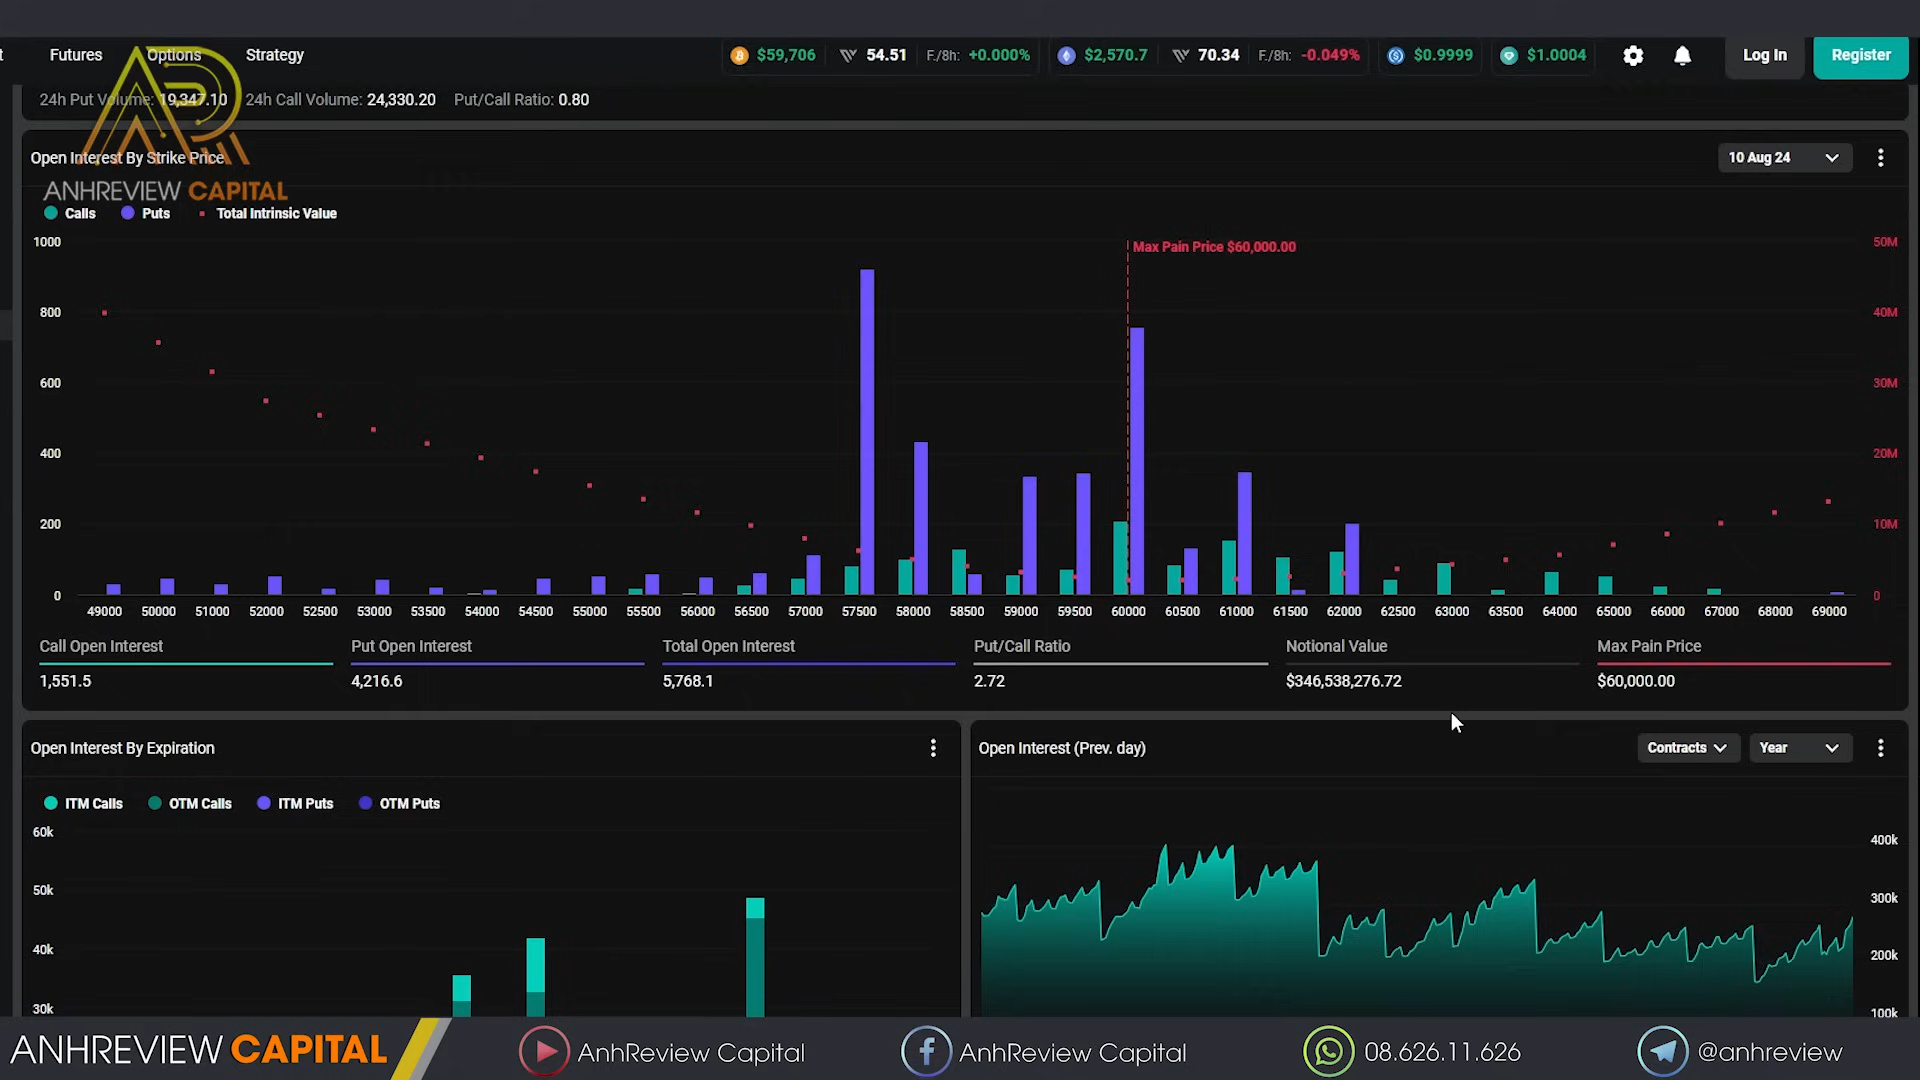 t Futures Options Strategy $59,706 54.51 F./8h: +0.000% $2,570.7 70.34 F./8h: -0.049% $0.9999 $1.0004 Log In Register
24h Put Volume: 19,347.10 24h Call Volume: 24,330.20 Put/Call Ratio: 0.80
Open Interest By Strike Price 10 Aug 24
ANHREVIEW CAPITAL
Calls Puts Total Intrinsic Value
Max Pain Price $60,000.00
1000 50M
800 40M
600 30M
400 20M
200 10M
0 0
49000 50000 51000 52000 52500 53000 53500 54000 54500 55000 55500 56000 56500 57000 57500 58000 58500 59000 59500 60000 60500 61000 61500 62000 62500 63000 63500 64000 65000 66000 67000 68000 69000
Call Open Interest Put Open Interest Total Open Interest Put/Call Ratio Notional Value Max Pain Price
1,551.5 4,216.6 5,768.1 2.72 $346,538,276.72 $60,000.00
Open Interest By Expiration
ITM Calls OTM Calls ITM Puts OTM Puts
60k
50k
40k
30k
Open Interest (Prev. day) Contracts Year
400k
300k
200k
100k
ANHREVIEW CAPITAL AnhReview Capital AnhReview Capital 08.626.11.626 @anhreview